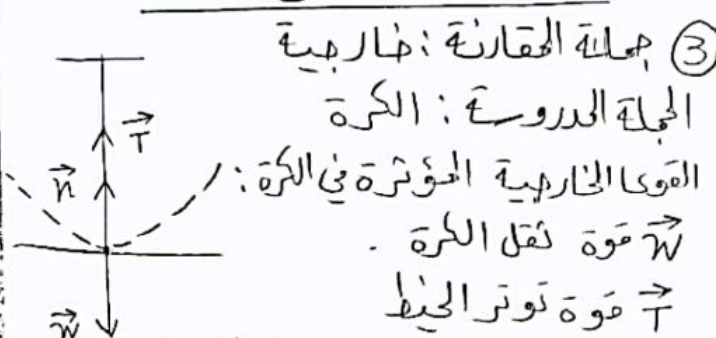 ③ جملة المقارنة : خارجية
الجملة المدروسة : الكرة
القوى الخارجية المؤثرة في الكرة :
W⃗ قوة ثقل الكرة .
T⃗ قوة توتر الخيط
T⃗
n⃗
W⃗